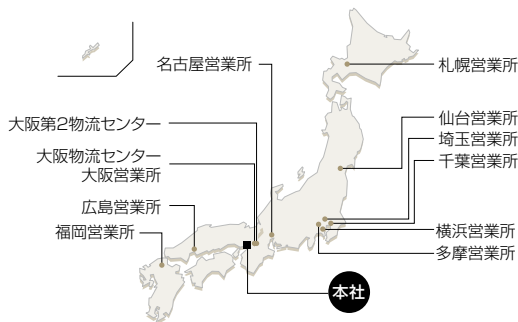 名古屋営業所
札幌営業所
大阪第2物流センター
仙台営業所
埼玉営業所
大阪物流センター
大阪営業所
千葉営業所
広島営業所
福岡営業所
横浜営業所
多摩営業所
本社